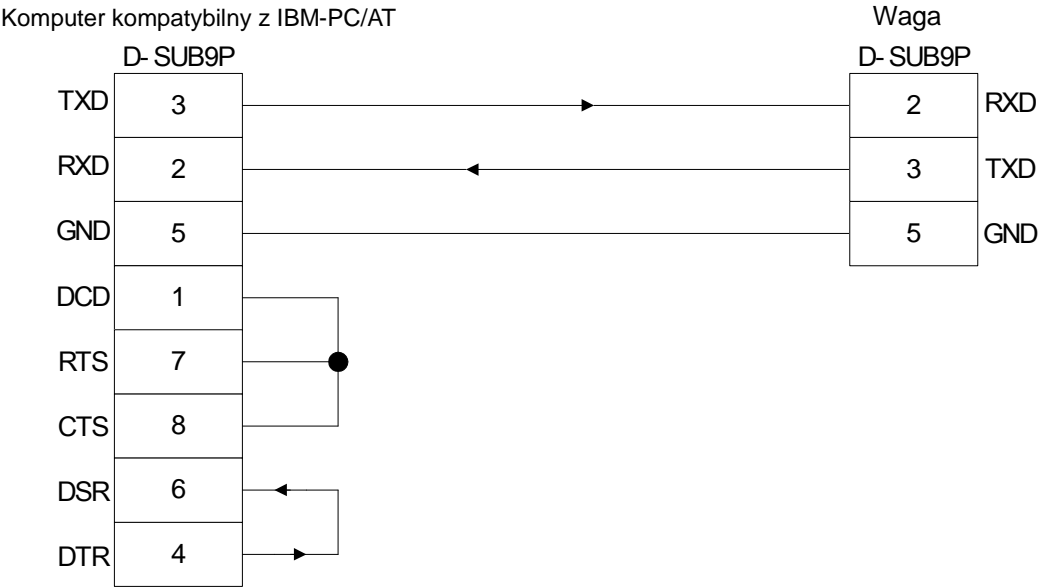 Komputer kompatybilny z IBM-PC/AT
Waga
D- SUB9P
D- SUB9P
TXD 3 2 RXD
RXD 2 3 TXD
GND 5 5 GND
DCD 1
RTS 7
CTS 8
DSR 6
DTR 4